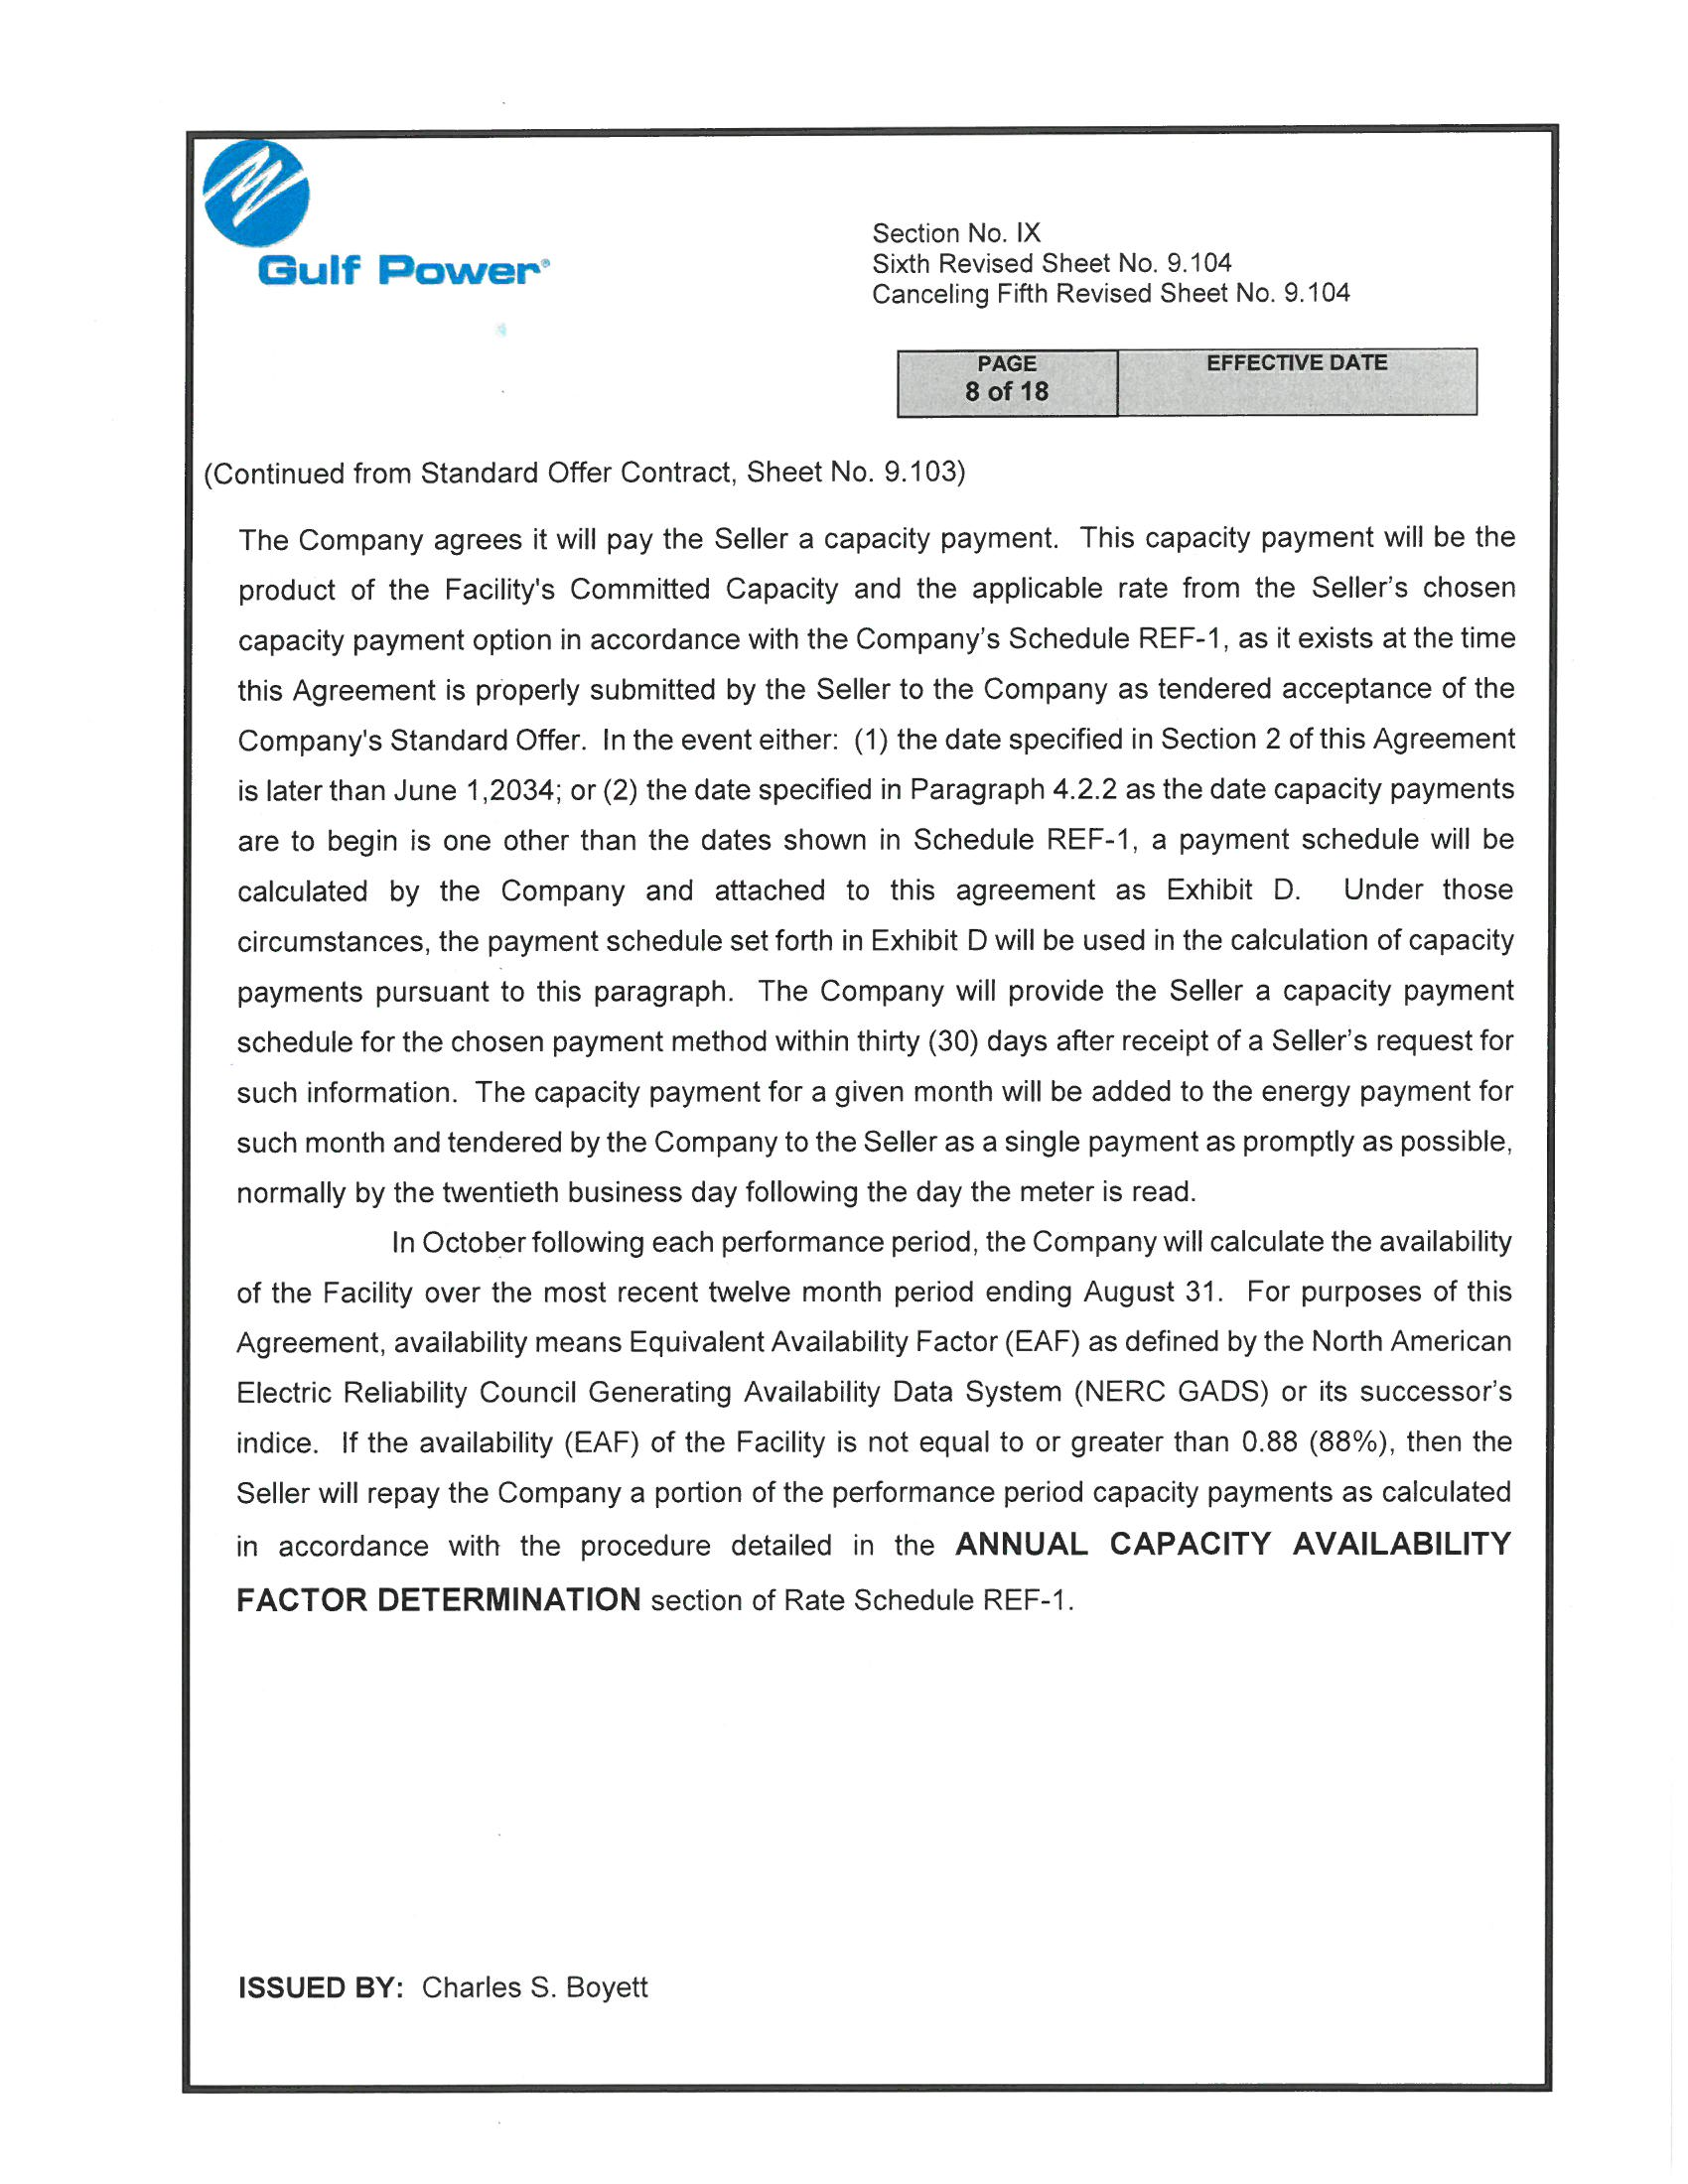 Gulf Power®
Section No. IX
Sixth Revised Sheet No. 9.104
Canceling Fifth Revised Sheet No. 9.104
PAGE
8 of 18
EFFECTIVE DATE
(Continued from Standard Offer Contract, Sheet No. 9.103)
The Company agrees it will pay the Seller a capacity payment. This capacity payment will be the
product of the Facility's Committed Capacity and the applicable rate from the Seller's chosen
capacity payment option in accordance with the Company's Schedule REF-1, as it exists at the time
this Agreement is properly submitted by the Seller to the Company as tendered acceptance of the
Company's Standard Offer. In the event either: (1) the date specified in Section 2 of this Agreement
is later than June 1,2034; or (2) the date specified in Paragraph 4.2.2 as the date capacity payments
are to begin is one other than the dates shown in Schedule REF-1, a payment schedule will be
calculated by the Company and attached to this agreement as Exhibit D. Under those
circumstances, the payment schedule set forth in Exhibit D will be used in the calculation of capacity
payments pursuant to this paragraph. The Company will provide the Seller a capacity payment
schedule for the chosen payment method within thirty (30) days after receipt of a Seller's request for
such information. The capacity payment for a given month will be added to the energy payment for
such month and tendered by the Company to the Seller as a single payment as promptly as possible,
normally by the twentieth business day following the day the meter is read.
In October following each performance period, the Company will calculate the availability
of the Facility over the most recent twelve month period ending August 31. For purposes of this
Agreement, availability means Equivalent Availability Factor (EAF) as defined by the North American
Electric Reliability Council Generating Availability Data System (NERC GADS) or its successor's
indice. If the availability (EAF) of the Facility is not equal to or greater than 0.88 (88%), then the
Seller will repay the Company a portion of the performance period capacity payments as calculated
in accordance with the procedure detailed in the ANNUAL CAPACITY AVAILABILITY
FACTOR DETERMINATION section of Rate Schedule REF-1.
ISSUED BY: Charles S. Boyett